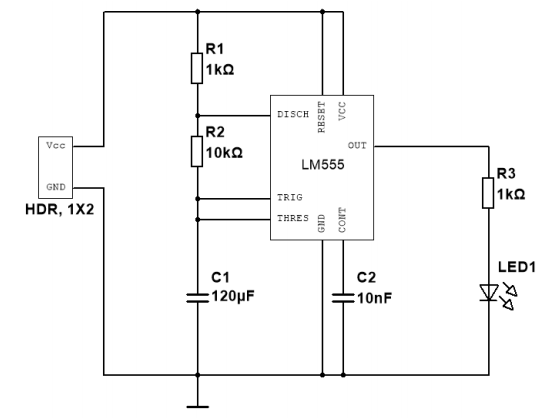 R1
1kΩ
DISCH
RESET
VCC
R2
10kΩ
Vcc
OUT
LM555
R3
1kΩ
GND
HDR, 1X2
TRIG
THRES
GND
CONT
C1
120µF
C2
10nF
LED1